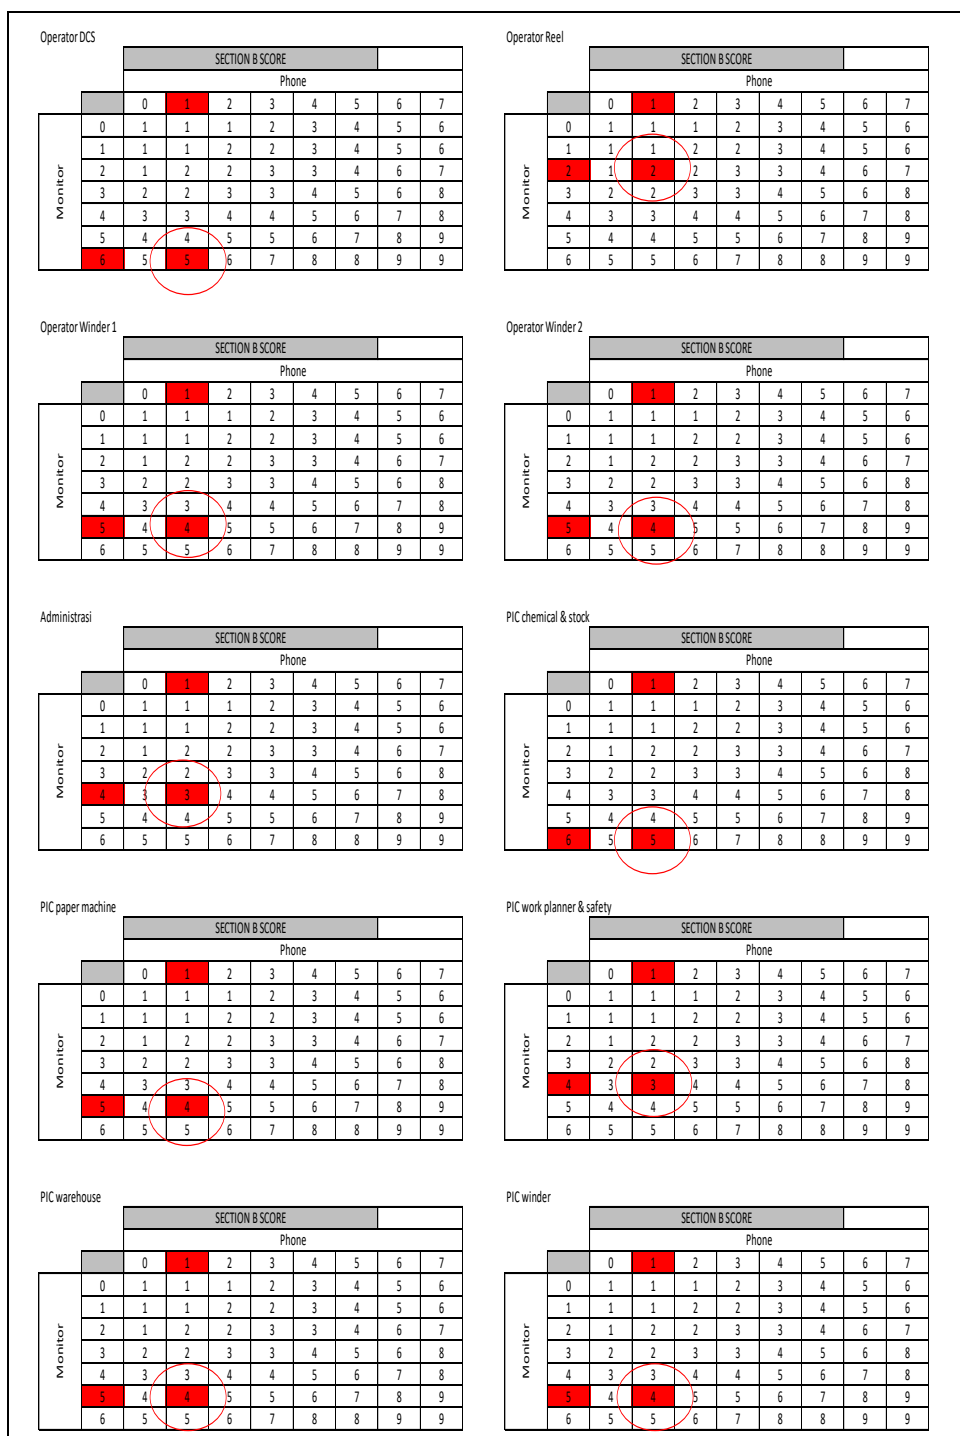 Operator DCS
SECTION B SCORE
Phone
0 1 2 3 4 5 6 7
Monitor
0 1 1 1 2 3 4 5 6
1 1 1 2 2 3 4 5 6
2 1 2 2 3 3 4 6 7
3 2 2 3 3 4 5 6 8
4 3 3 4 4 5 6 7 8
5 4 4 5 5 6 7 8 9
6 5 5 6 7 8 8 9 9
Operator Reel
SECTION B SCORE
Phone
0 1 2 3 4 5 6 7
Monitor
0 1 1 1 2 3 4 5 6
1 1 1 2 2 3 4 5 6
2 1 2 2 3 3 4 6 7
3 2 2 3 3 4 5 6 8
4 3 3 4 4 5 6 7 8
5 4 4 5 5 6 7 8 9
6 5 5 6 7 8 8 9 9
Operator Winder 1
SECTION B SCORE
Phone
0 1 2 3 4 5 6 7
Monitor
0 1 1 1 2 3 4 5 6
1 1 1 2 2 3 4 5 6
2 1 2 2 3 3 4 6 7
3 2 2 3 3 4 5 6 8
4 3 3 4 4 5 6 7 8
5 4 4 5 5 6 7 8 9
6 5 5 6 7 8 8 9 9
Operator Winder 2
SECTION B SCORE
Phone
0 1 2 3 4 5 6 7
Monitor
0 1 1 1 2 3 4 5 6
1 1 1 2 2 3 4 5 6
2 1 2 2 3 3 4 6 7
3 2 2 3 3 4 5 6 8
4 3 3 4 4 5 6 7 8
5 4 4 5 5 6 7 8 9
6 5 5 6 7 8 8 9 9
Administrasi
SECTION B SCORE
Phone
0 1 2 3 4 5 6 7
Monitor
0 1 1 1 2 3 4 5 6
1 1 1 2 2 3 4 5 6
2 1 2 2 3 3 4 6 7
3 2 2 3 3 4 5 6 8
4 3 3 4 4 5 6 7 8
5 4 4 5 5 6 7 8 9
6 5 5 6 7 8 8 9 9
PIC chemical & stock
SECTION B SCORE
Phone
0 1 2 3 4 5 6 7
Monitor
0 1 1 1 2 3 4 5 6
1 1 1 2 2 3 4 5 6
2 1 2 2 3 3 4 6 7
3 2 2 3 3 4 5 6 8
4 3 3 4 4 5 6 7 8
5 4 4 5 5 6 7 8 9
6 5 5 6 7 8 8 9 9
PIC paper machine
SECTION B SCORE
Phone
0 1 2 3 4 5 6 7
Monitor
0 1 1 1 2 3 4 5 6
1 1 1 2 2 3 4 5 6
2 1 2 2 3 3 4 6 7
3 2 2 3 3 4 5 6 8
4 3 3 4 4 5 6 7 8
5 4 4 5 5 6 7 8 9
6 5 5 6 7 8 8 9 9
PIC work planner & safety
SECTION B SCORE
Phone
0 1 2 3 4 5 6 7
Monitor
0 1 1 1 2 3 4 5 6
1 1 1 2 2 3 4 5 6
2 1 2 2 3 3 4 6 7
3 2 2 3 3 4 5 6 8
4 3 3 4 4 5 6 7 8
5 4 4 5 5 6 7 8 9
6 5 5 6 7 8 8 9 9
PIC warehouse
SECTION B SCORE
Phone
0 1 2 3 4 5 6 7
Monitor
0 1 1 1 2 3 4 5 6
1 1 1 2 2 3 4 5 6
2 1 2 2 3 3 4 6 7
3 2 2 3 3 4 5 6 8
4 3 3 4 4 5 6 7 8
5 4 4 5 5 6 7 8 9
6 5 5 6 7 8 8 9 9
PIC winder
SECTION B SCORE
Phone
0 1 2 3 4 5 6 7
Monitor
0 1 1 1 2 3 4 5 6
1 1 1 2 2 3 4 5 6
2 1 2 2 3 3 4 6 7
3 2 2 3 3 4 5 6 8
4 3 3 4 4 5 6 7 8
5 4 4 5 5 6 7 8 9
6 5 5 6 7 8 8 9 9